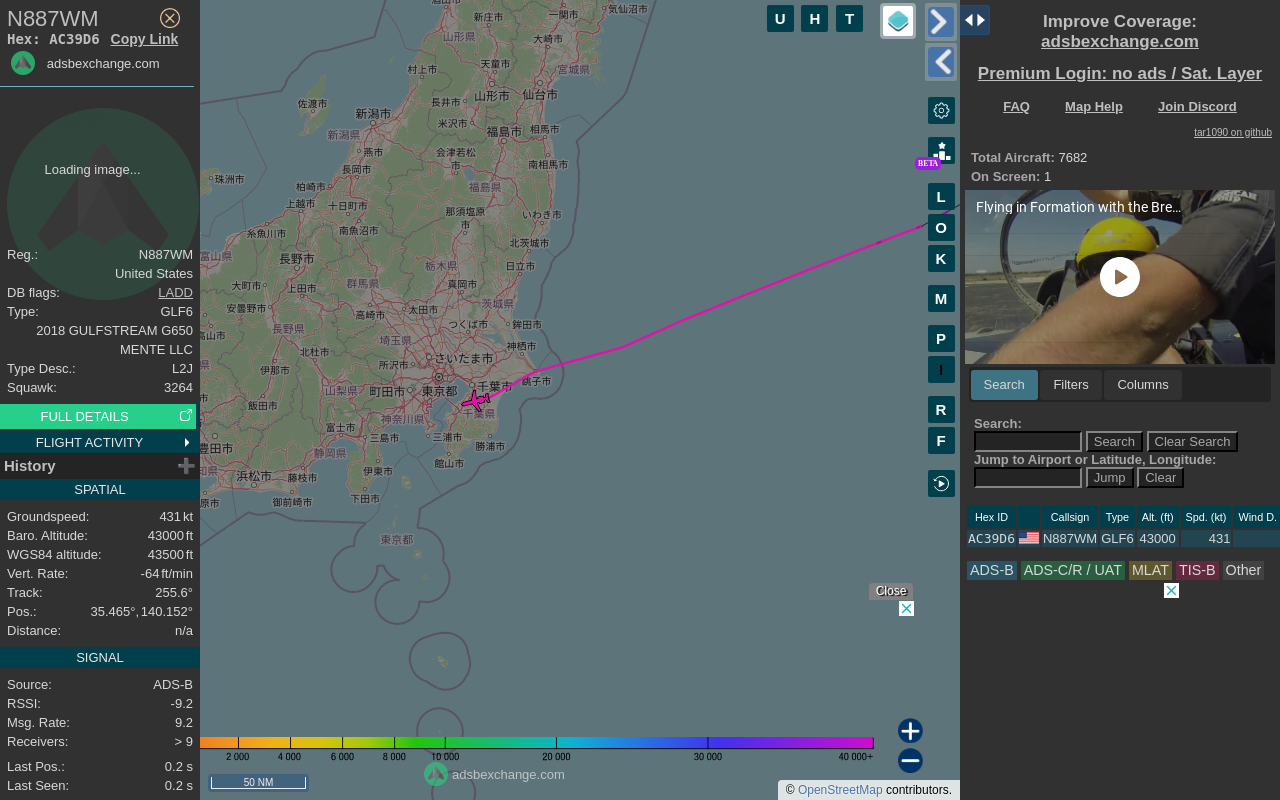 N887WM
Hex: AC39D6 Copy Link
adsbexchange.com
Loading image...
Reg.: N887WM
United States
DB flags: LADD
Type: GLF6
2018 GULFSTREAM G650
MENTE LLC
Type Desc.: L2J
Squawk: 3264
FULL DETAILS
FLIGHT ACTIVITY
History
SPATIAL
Groundspeed: 431 kt
Baro. Altitude: 43000 ft
WGS84 altitude: 43500 ft
Vert. Rate: -64 ft/min
Track: 255.6°
Pos.: 35.465°, 140.152°
Distance: n/a
SIGNAL
Source: ADS-B
RSSI: -9.2
Msg. Rate: 9.2
Receivers: > 9
Last Pos.: 0.2 s
Last Seen: 0.2 s
新庄市
一関市
気仙沼市
山形県
大崎市
天童市
宮城県
村上市
山形市
仙台市
長井市
佐渡市
新潟市
米沢市
福島市
相馬市
新潟県
燕市
会津若松市
南相馬市
長岡市
珠洲市
柏崎市
福島県
上越市
十日町市
那須塩原市
いわき市
糸魚川市
南魚沼市
北茨城市
富山県
長野市
栃木県
日立市
大町市
上田市
群馬県
真岡市
安曇野市
高崎市
太田市
茨城県
つくば市
鉾田市
長野県
埼玉県
神栖市
北杜市
さいたま市
伊那市
所沢市
山梨県
町田市
東京都
千葉市
銚子市
飯田市
神奈川県
千葉県
富士市
三島市
三浦市
勝浦市
豊田市
静岡県
館山市
浜松市
藤枝市
伊東市
御前崎市
下田市
東京都
U H T
BETA
L
O
K
M
P
I
R
F
Close
2 000 4 000 6 000 8 000 10 000 20 000 30 000 40 000+
50 NM
adsbexchange.com
© OpenStreetMap contributors.
Improve Coverage:
adsbexchange.com
Premium Login: no ads / Sat. Layer
FAQ Map Help Join Discord
tar1090 on github
Total Aircraft: 7682
On Screen: 1
Flying in Formation with the Bre...
Search Filters Columns
Search:
Search Clear Search
Jump to Airport or Latitude, Longitude:
Jump Clear
Hex ID Callsign Type Alt. (ft) Spd. (kt) Wind D.
AC39D6 N887WM GLF6 43000 431
ADS-B ADS-C/R / UAT MLAT TIS-B Other